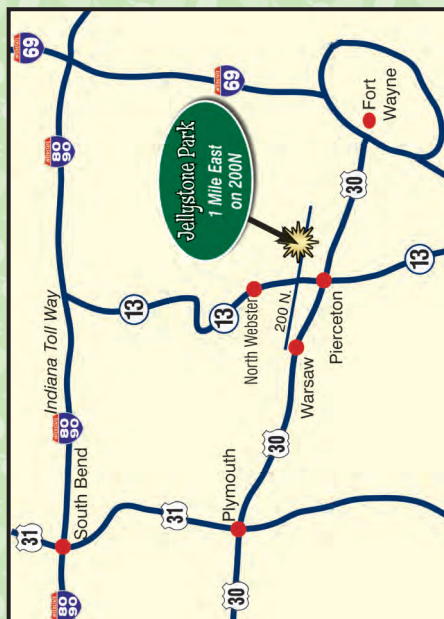 31
80
90
South Bend
80
90
Indiana Toll Way
80
90
69
69
13
13
31
Jellystone Park
1 Mile East
on 200N
North Webster
200 N.
30
Plymouth
30
Warsaw
Pierceton
13
30
Fort
Wayne